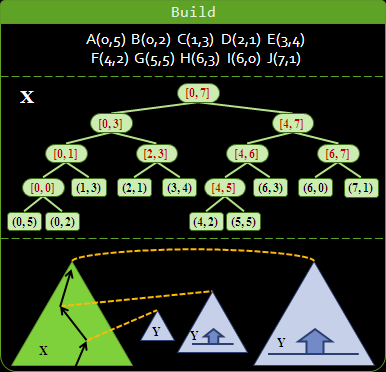 Build
A(0,5) B(0,2) C(1,3) D(2,1) E(3,4)
F(4,2) G(5,5) H(6,3) I(6,0) J(7,1)
X
[0, 7]
[0, 3] [4, 7]
[0, 1] [2, 3] [4, 6] [6, 7]
[0, 0] (1, 3) (2, 1) (3, 4) [4, 5] (6, 3) (6, 0) (7, 1)
(0, 5) (0, 2) (4, 2) (5, 5)
X Y Y Y